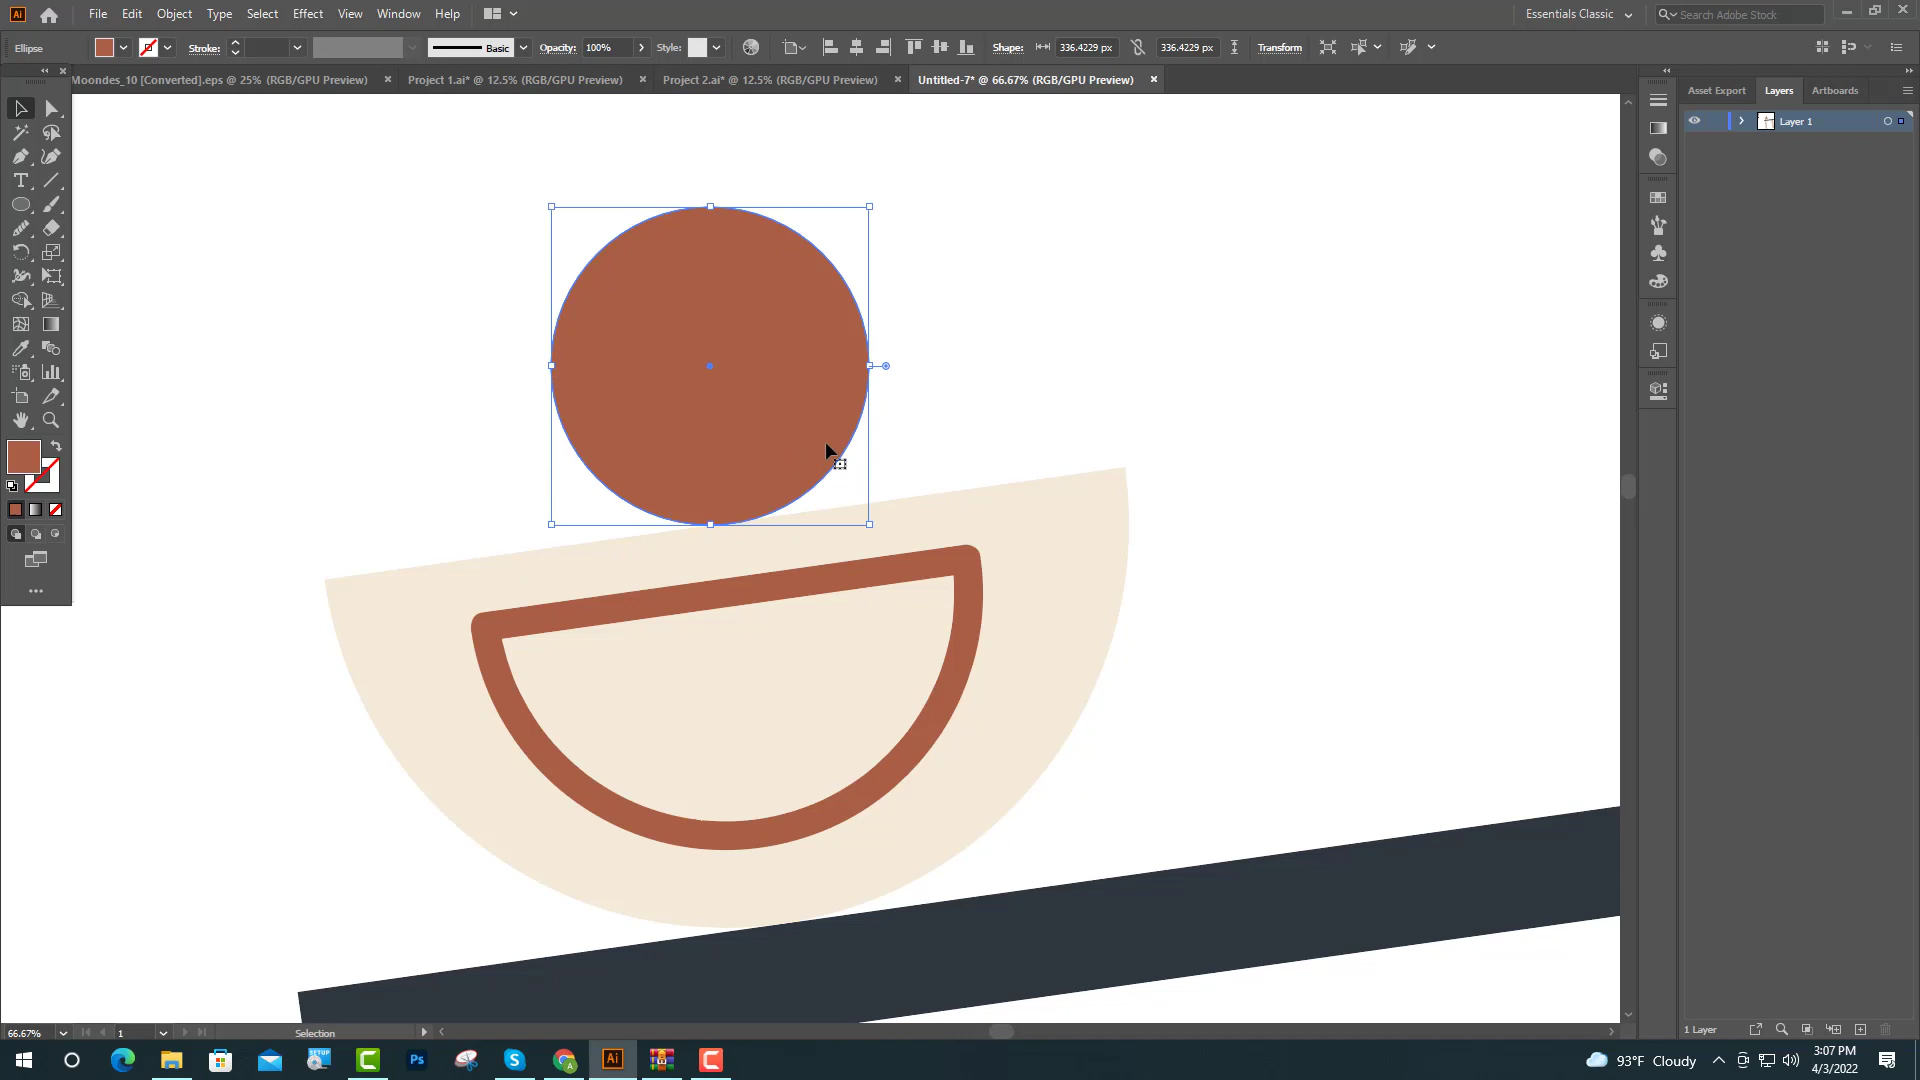 Ai File Edit Object Type Select Effect View Window Help Essentials Classic Search Adobe Stock
Ellipse Stroke: Basic Opacity: 100% Style: Shape: 336.4229 px 336.4229 px Transform
Moondes_10 [Converted].eps @ 25% (RGB/GPU Preview) × Project 1.ai* @ 12.5% (RGB/GPU Preview) × Project 2.ai* @ 12.5% (RGB/GPU Preview) × Untitled-7* @ 66.67% (RGB/GPU Preview) ×
Asset Export Layers Artboards
Layer 1
66.67% 1 Selection 1 Layer
SETUP Ps S A Ai C 93°F Cloudy 3:07 PM
4/3/2022